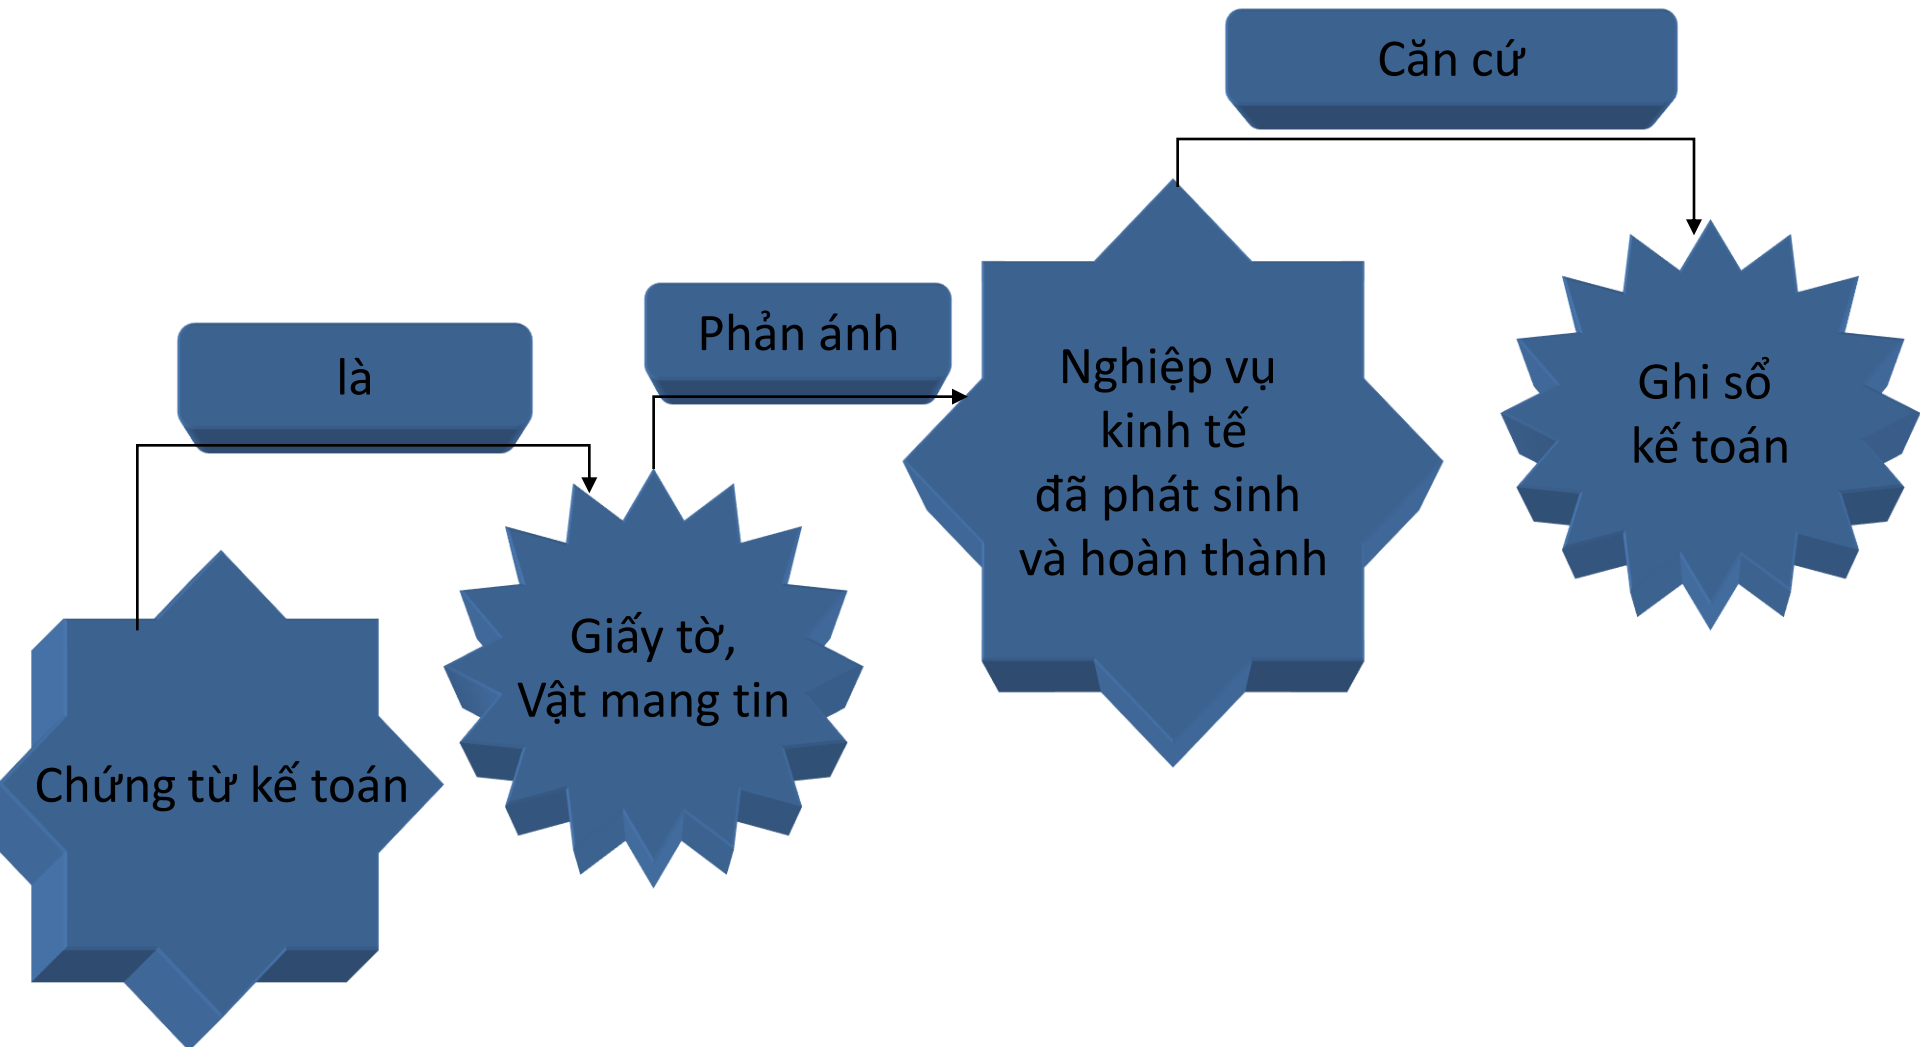 Chứng từ kế toán
là
Giấy tờ,
Vật mang tin
Phản ánh
Nghiệp vụ
kinh tế
đã phát sinh
và hoàn thành
Căn cứ
Ghi sổ
kế toán